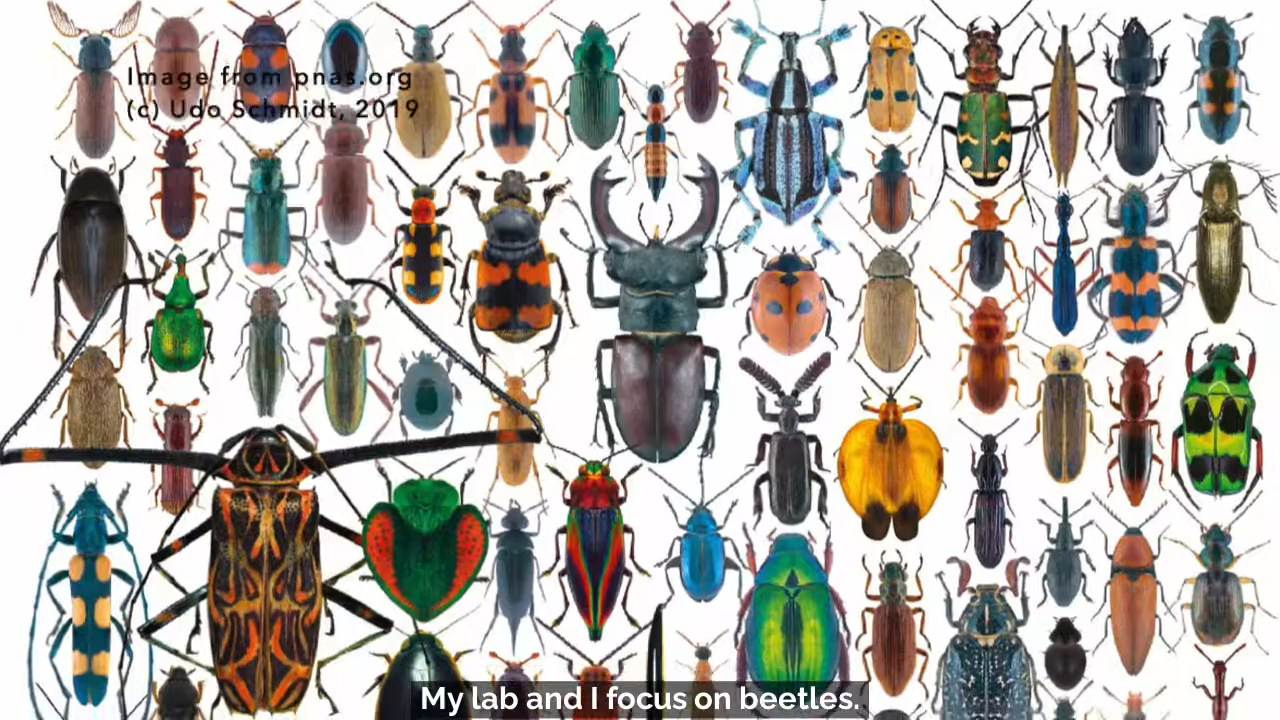 Image from pnas.org
(c) Udo Schmidt, 2019
My lab and I focus on beetles.